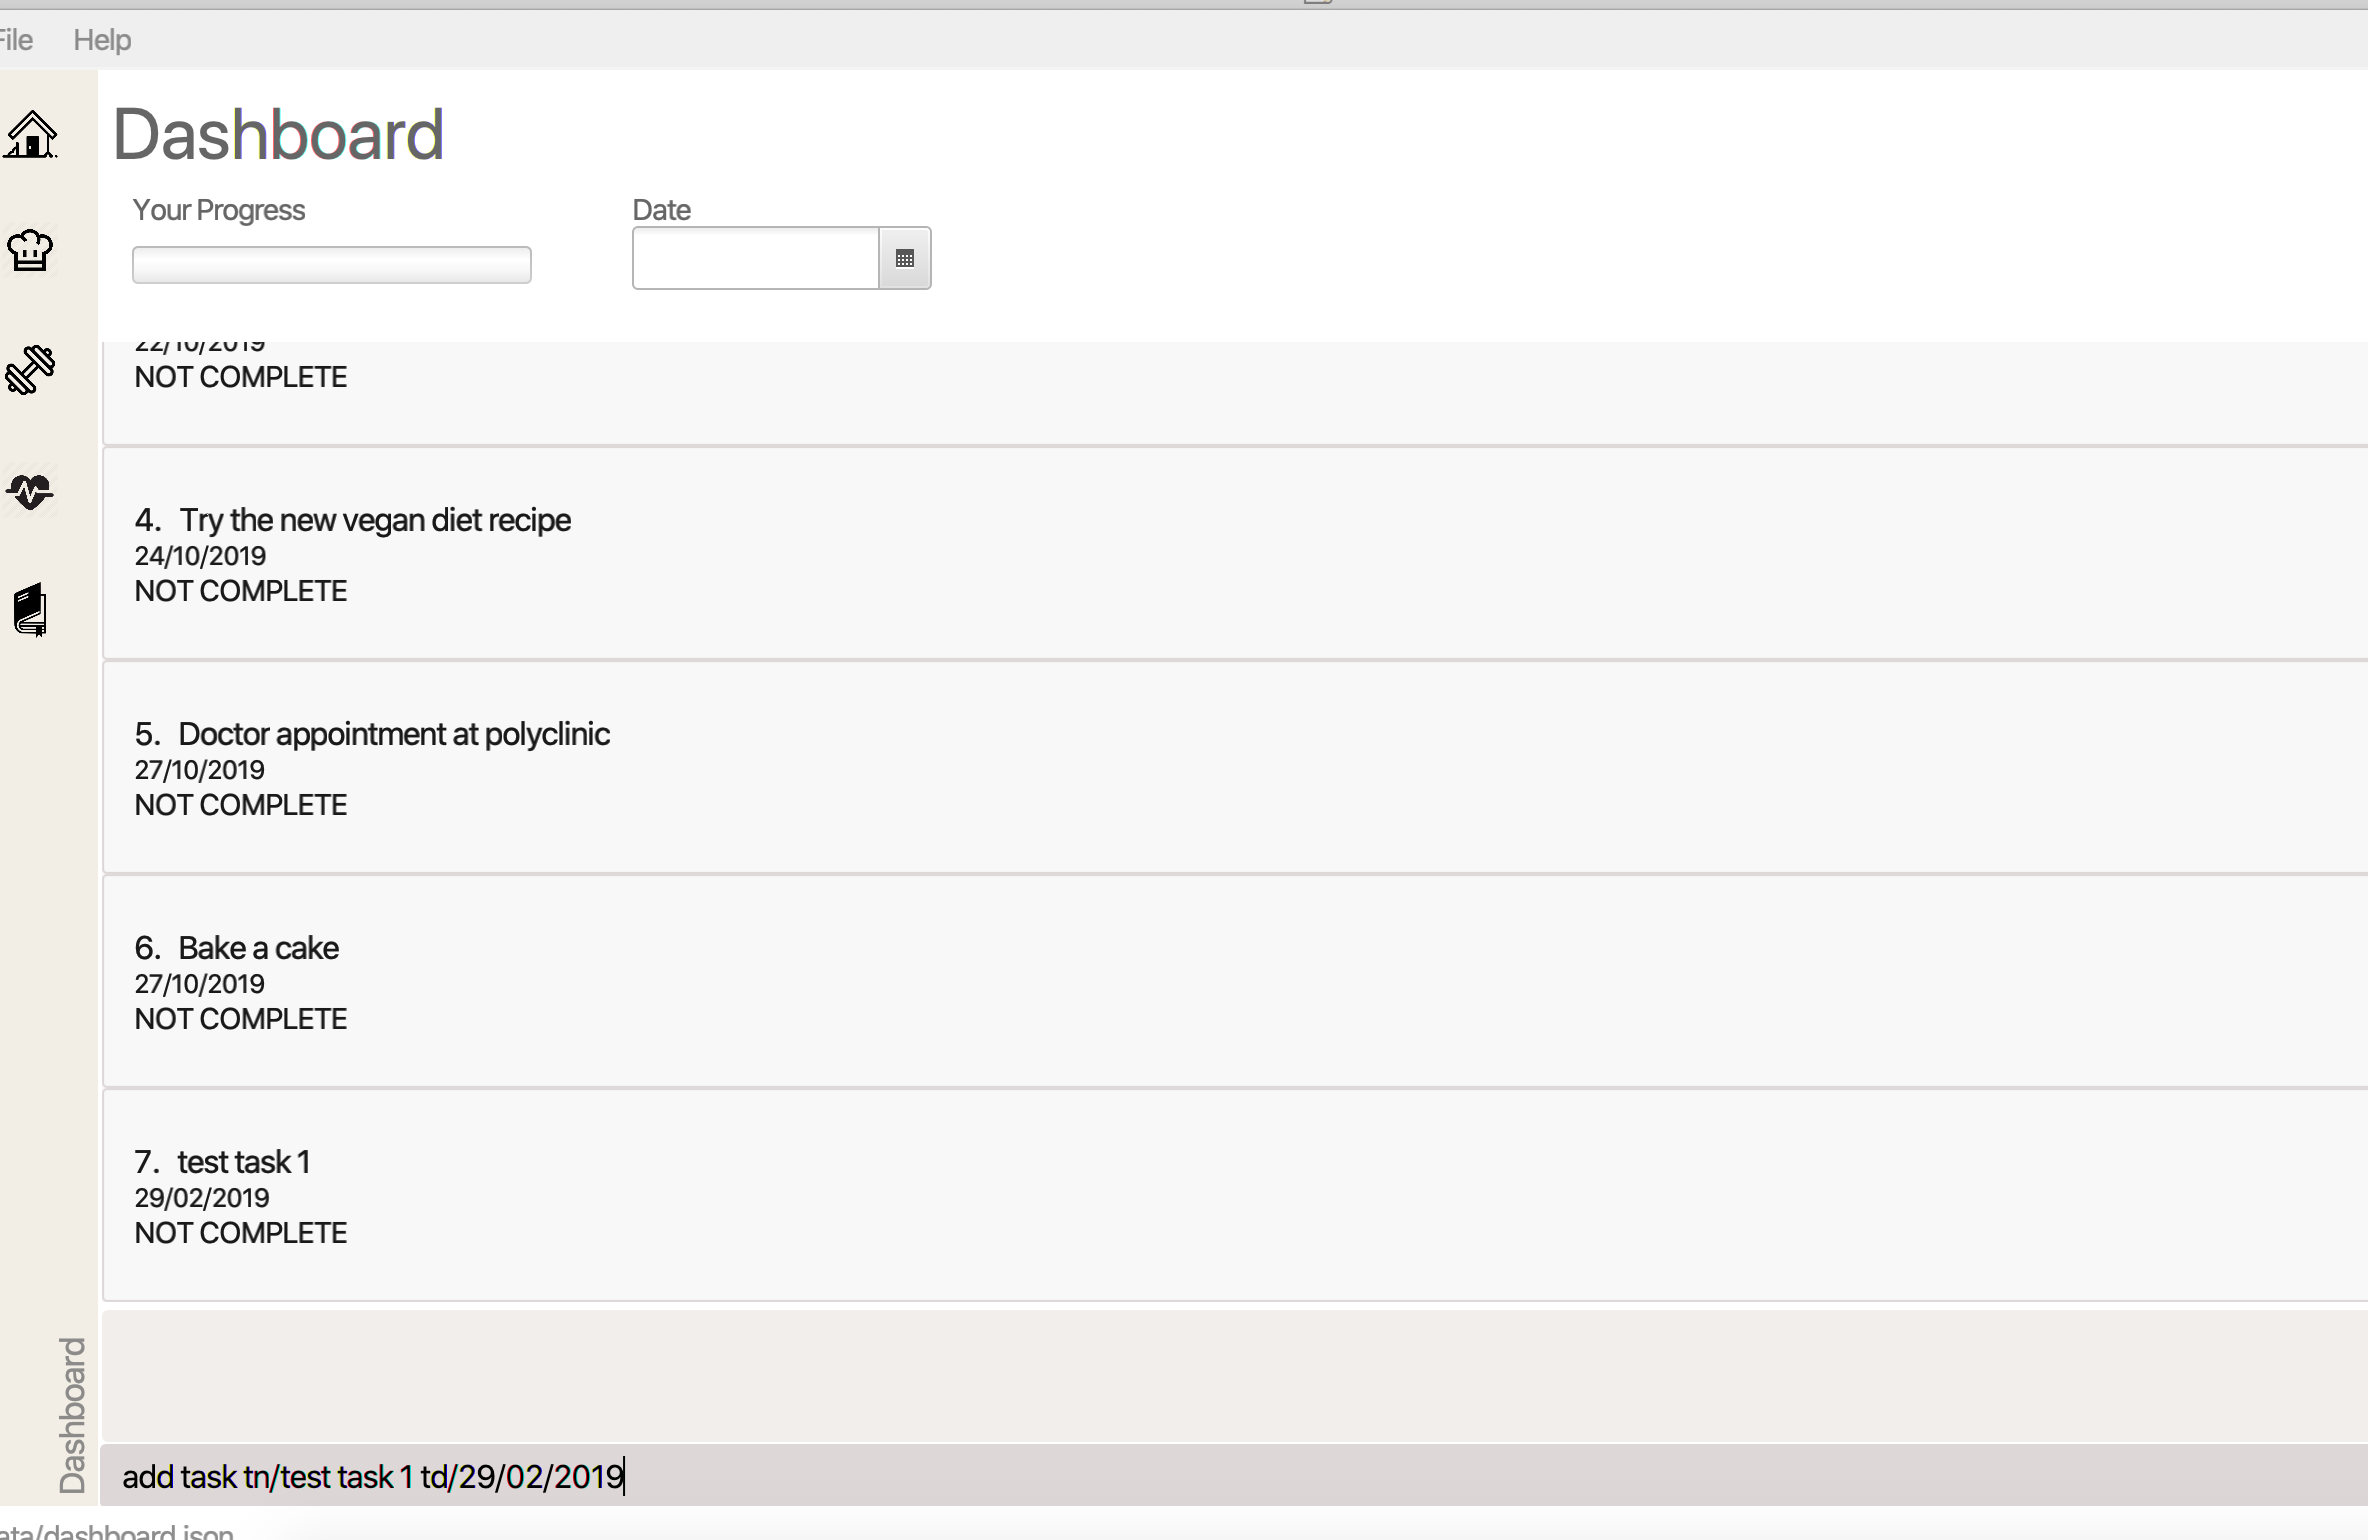 File Help
Dashboard
Your Progress Date
22/10/2019
NOT COMPLETE
4. Try the new vegan diet recipe
24/10/2019
NOT COMPLETE
5. Doctor appointment at polyclinic
27/10/2019
NOT COMPLETE
6. Bake a cake
27/10/2019
NOT COMPLETE
7. test task 1
29/02/2019
NOT COMPLETE
Dashboard
add task tn/test task 1 td/29/02/2019
ata/dashboard.json